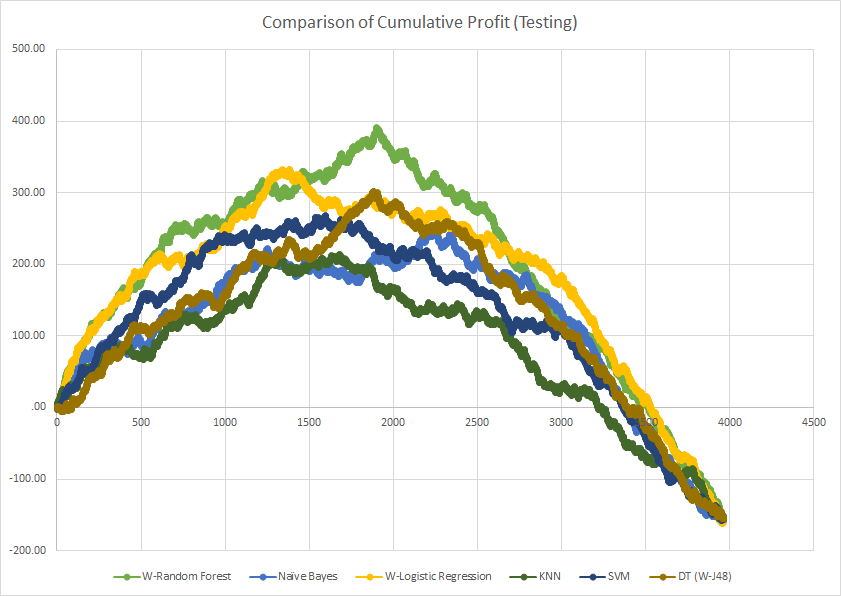 Comparison of Cumulative Profit (Testing)
500.00
400.00
300.00
200.00
100.00
.00
-100.00
-200.00
0 500 1000 1500 2000 2500 3000 3500 4000 4500
W-Random Forest Naïve Bayes W-Logistic Regression KNN SVM DT (W-J48)